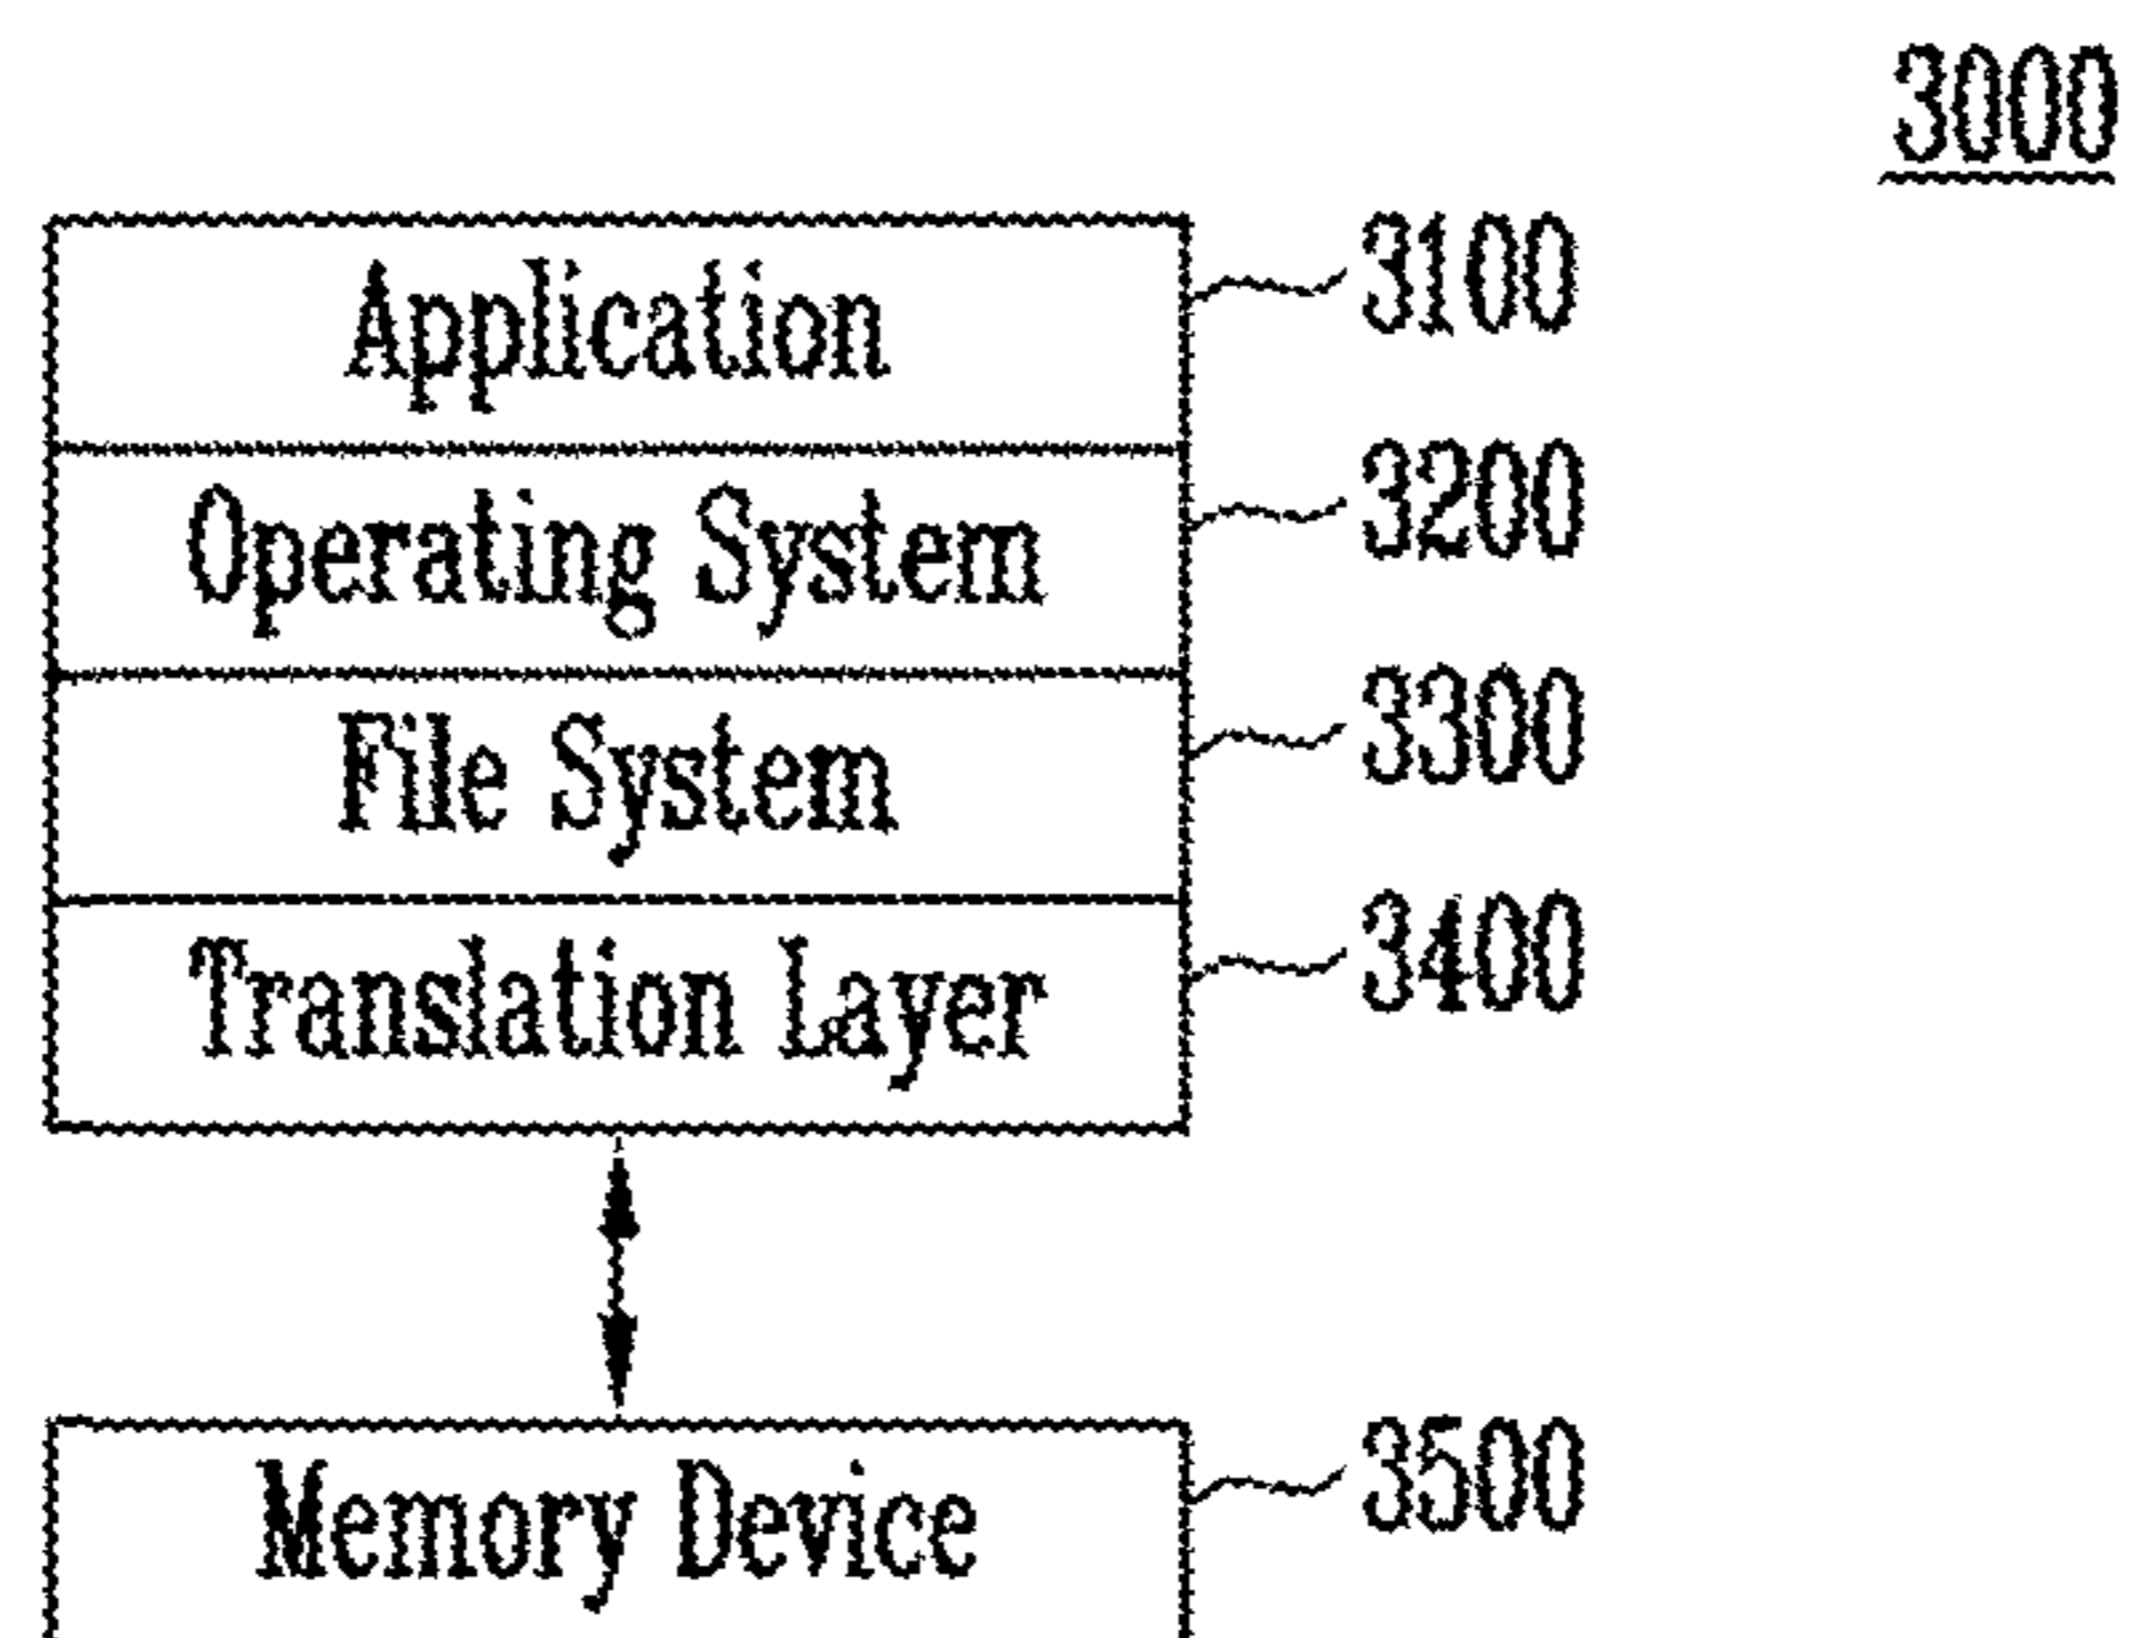 3000
Application 3100
Operating System 3200
File System 3300
Translation Layer 3400
Memory Device 3500